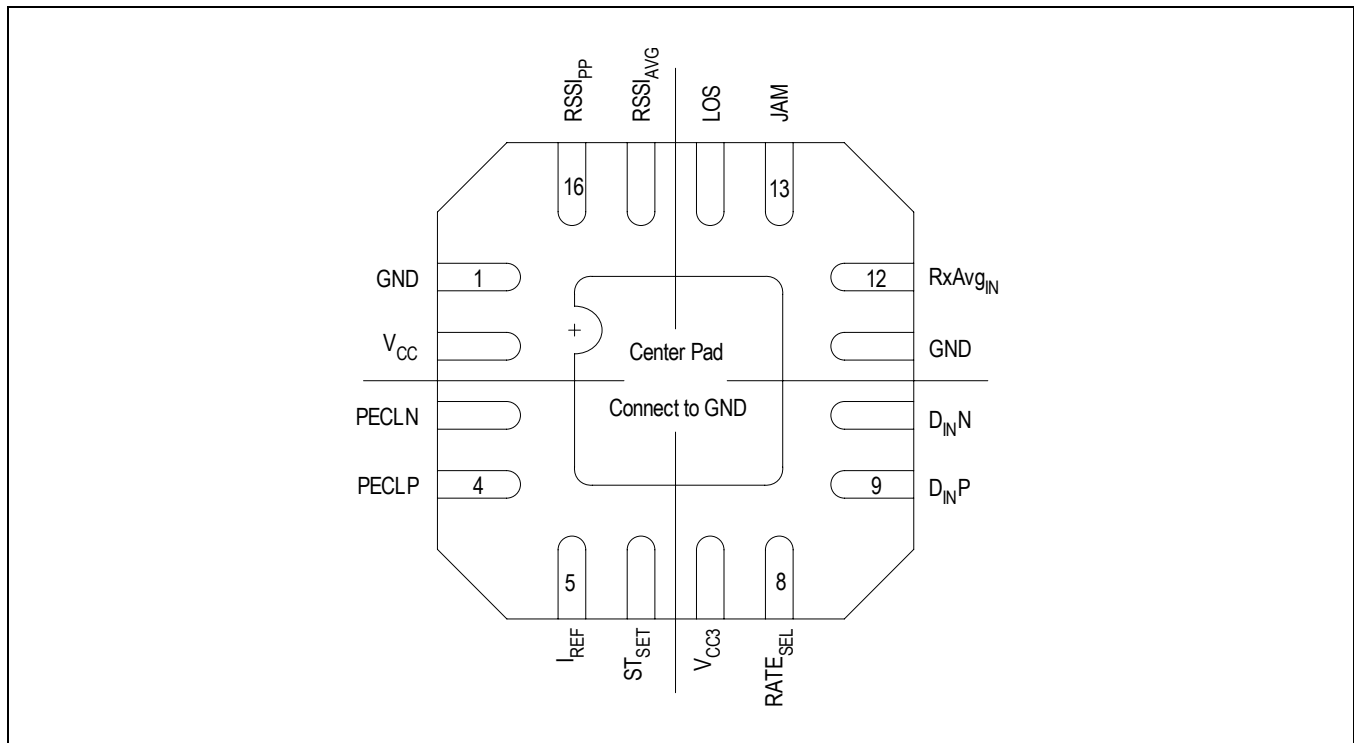 RSSIPP
RSSIAVG
LOS
JAM
16
13
GND
1
12
RxAvgIN
VCC
GND
Center Pad
Connect to GND
PECLN
DINN
PECLP
4
9
DINP
5
8
IREF
STSET
VCC3
RATESEL